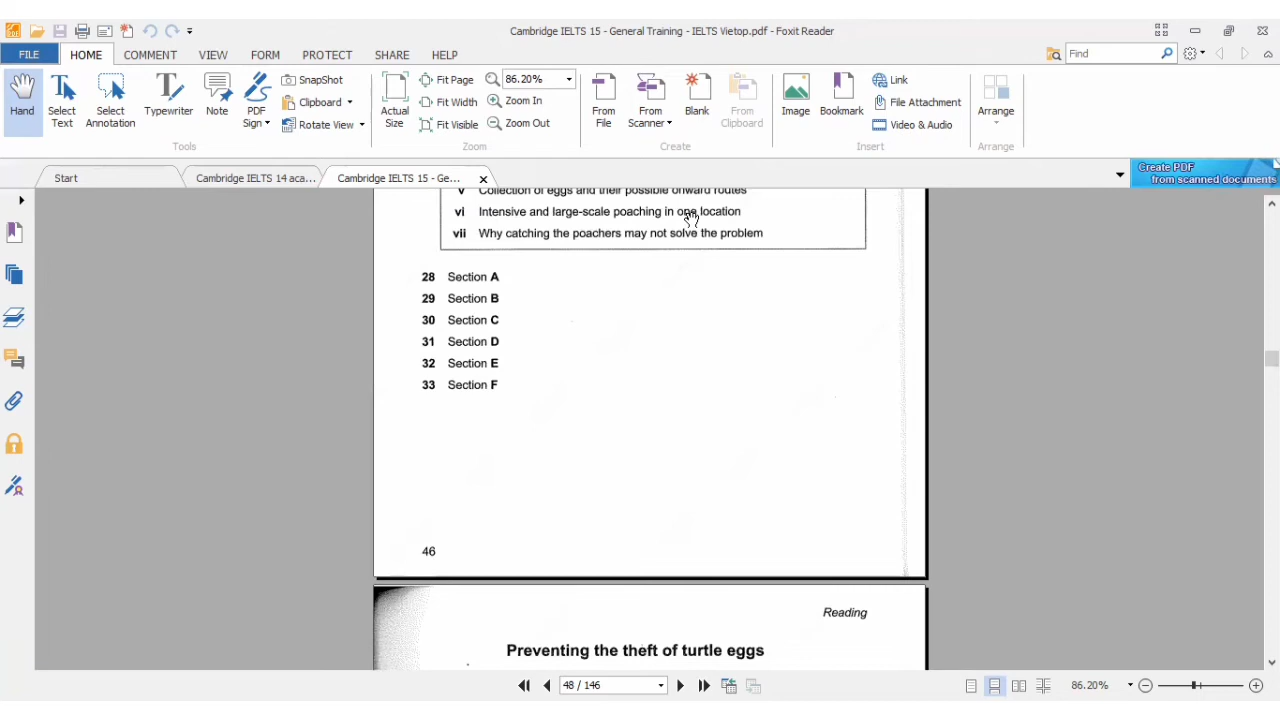 Cambridge IELTS 15 - General Training - IELTS Vietop.pdf - Foxit Reader
FILE HOME COMMENT VIEW FORM PROTECT SHARE HELP
Find
Hand
Select Text
Select Annotation
Typewriter
Note
PDF Sign
SnapShot
Clipboard
Rotate View
Tools
Actual Size
Fit Page
Fit Width
Fit Visible
86.20%
Zoom In
Zoom Out
Zoom
From File
From Scanner
Blank
From Clipboard
Create
Image
Bookmark
Link
File Attachment
Video & Audio
Insert
Arrange
Arrange
Start
Cambridge IELTS 14 aca...
Cambridge IELTS 15 - Ge...
Create PDF
from scanned documents
v Collection of eggs and their possible onward routes
vi Intensive and large-scale poaching in one location
vii Why catching the poachers may not solve the problem
28 Section A
29 Section B
30 Section C
31 Section D
32 Section E
33 Section F
46
Reading
Preventing the theft of turtle eggs
48 / 146
86.20%